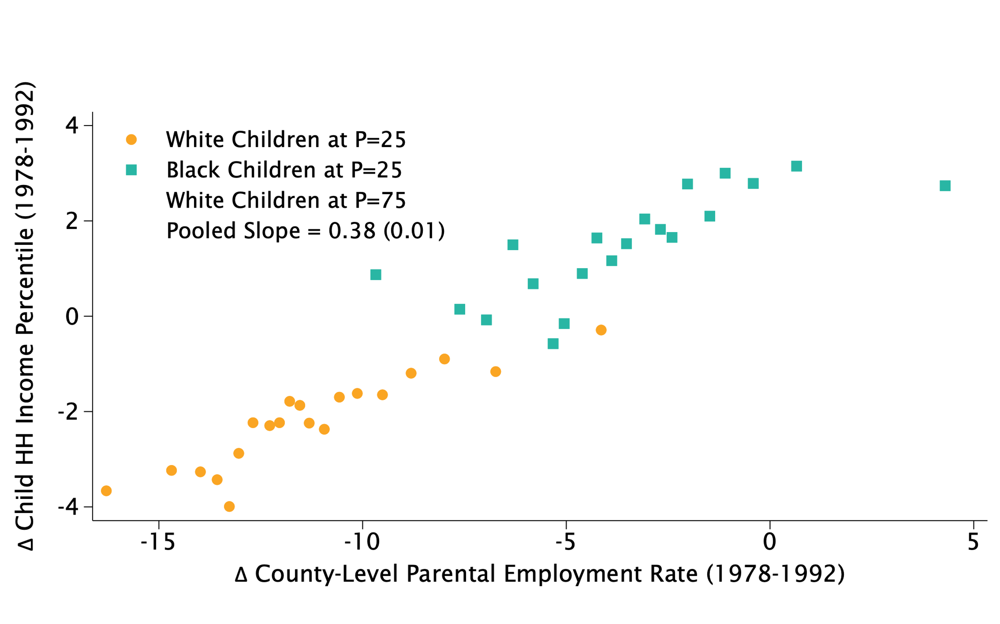 Δ Child HH Income Percentile (1978-1992)
4
2
0
-2
-4
White Children at P=25
Black Children at P=25
White Children at P=75
Pooled Slope = 0.38 (0.01)
-15 -10 -5 0 5
Δ County-Level Parental Employment Rate (1978-1992)